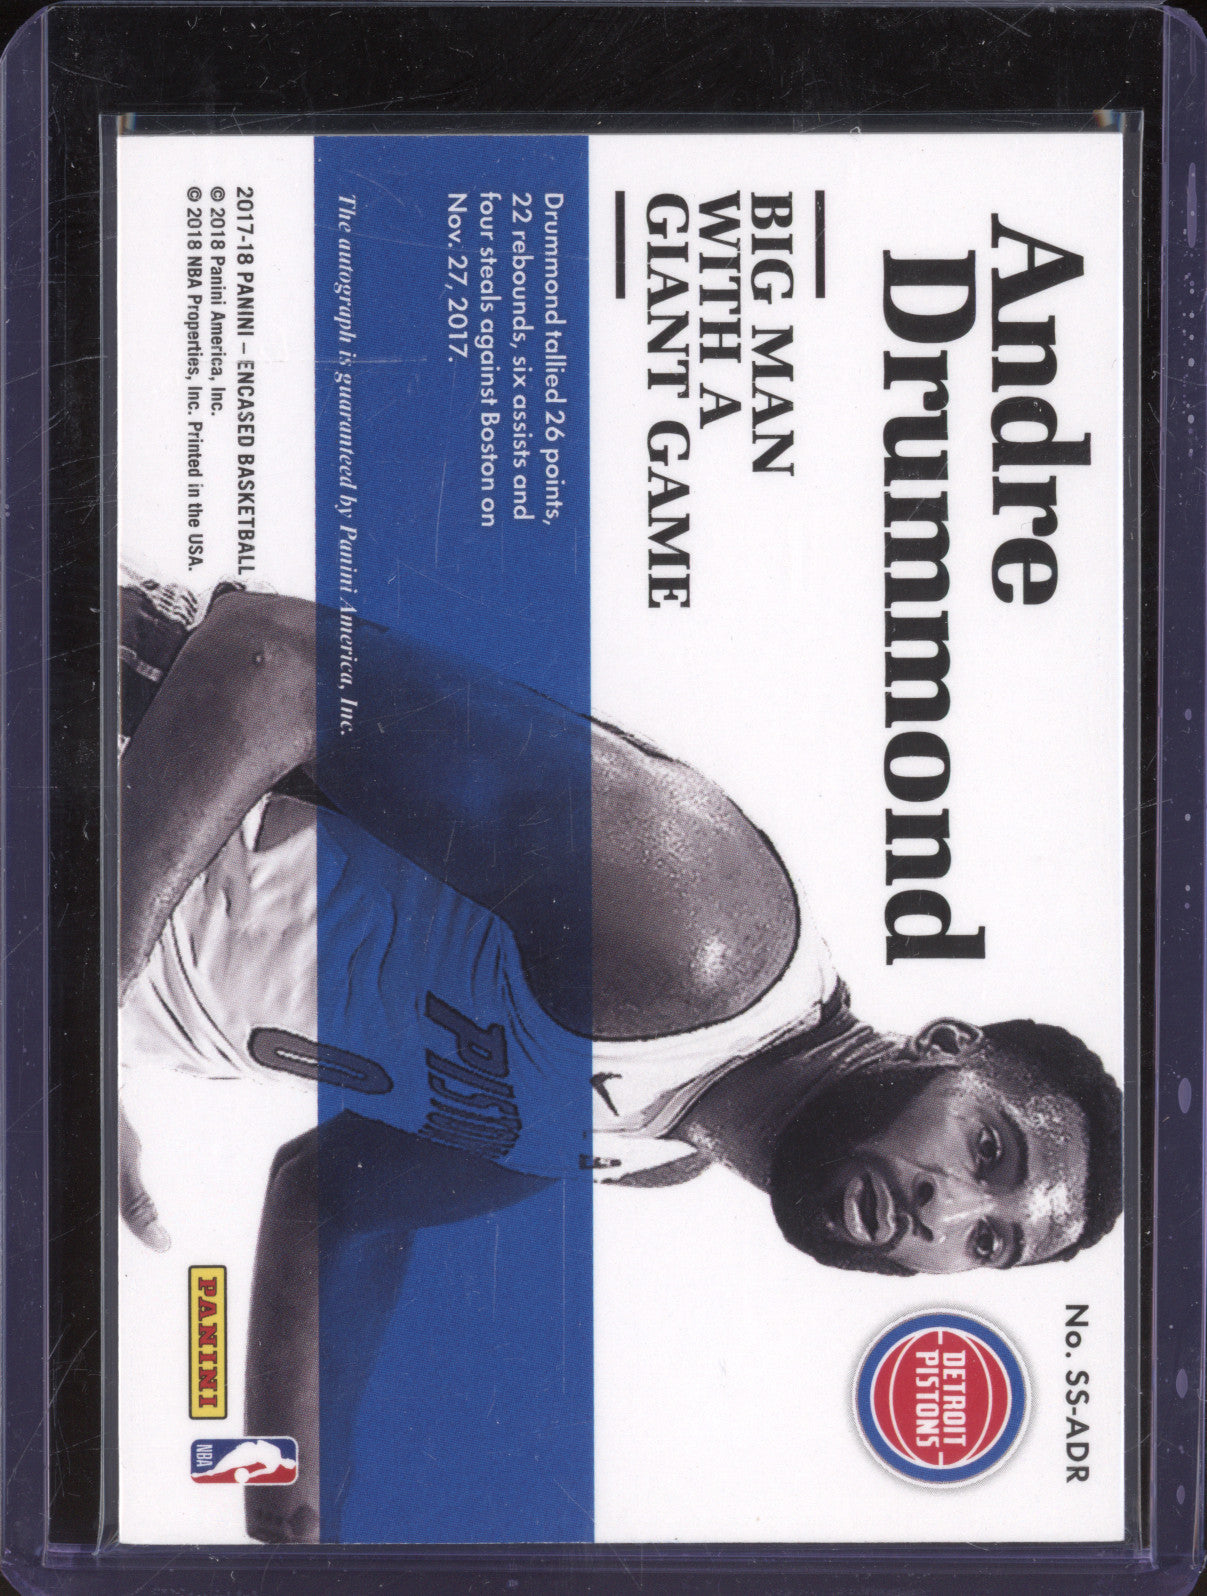 No. SS-ADR
Andre
Drummond
DETROIT
PISTONS
BIG MAN
WITH A
GIANT GAME
Drummond tallied 26 points,
22 rebounds, six assists and
four steals against Boston on
Nov. 27, 2017.
PISTONS
0
The autograph is guaranteed by Panini America, Inc.
2017-18 PANINI – ENCASED BASKETBALL
© 2018 Panini America, Inc.
© 2018 NBA Properties, Inc. Printed in the USA.
PANINI
NBA